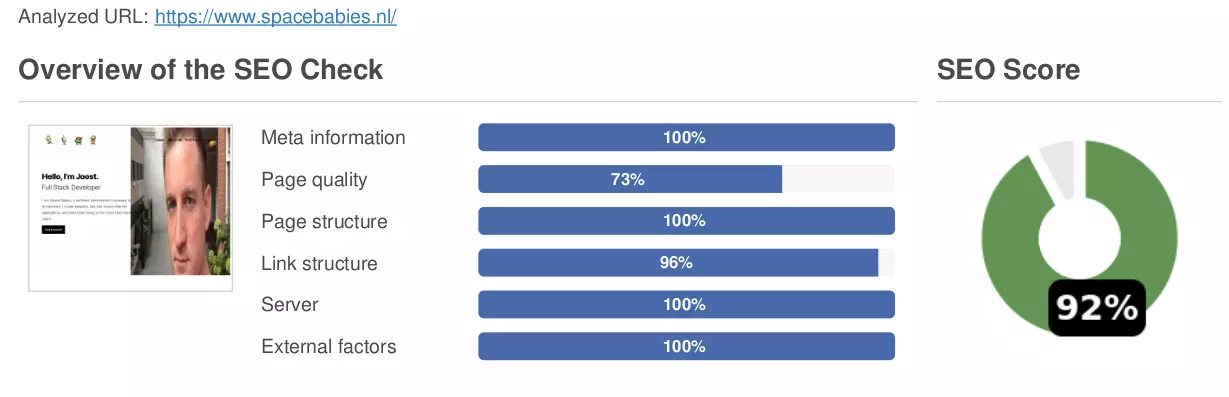 Analyzed URL: https://www.spacebabies.nl/
Overview of the SEO Check
SEO Score
Meta information 100%
Page quality 73%
Page structure 100%
Link structure 96%
Server 100%
External factors 100%
92%
Hello, I'm Joost.
Full Stack Developer